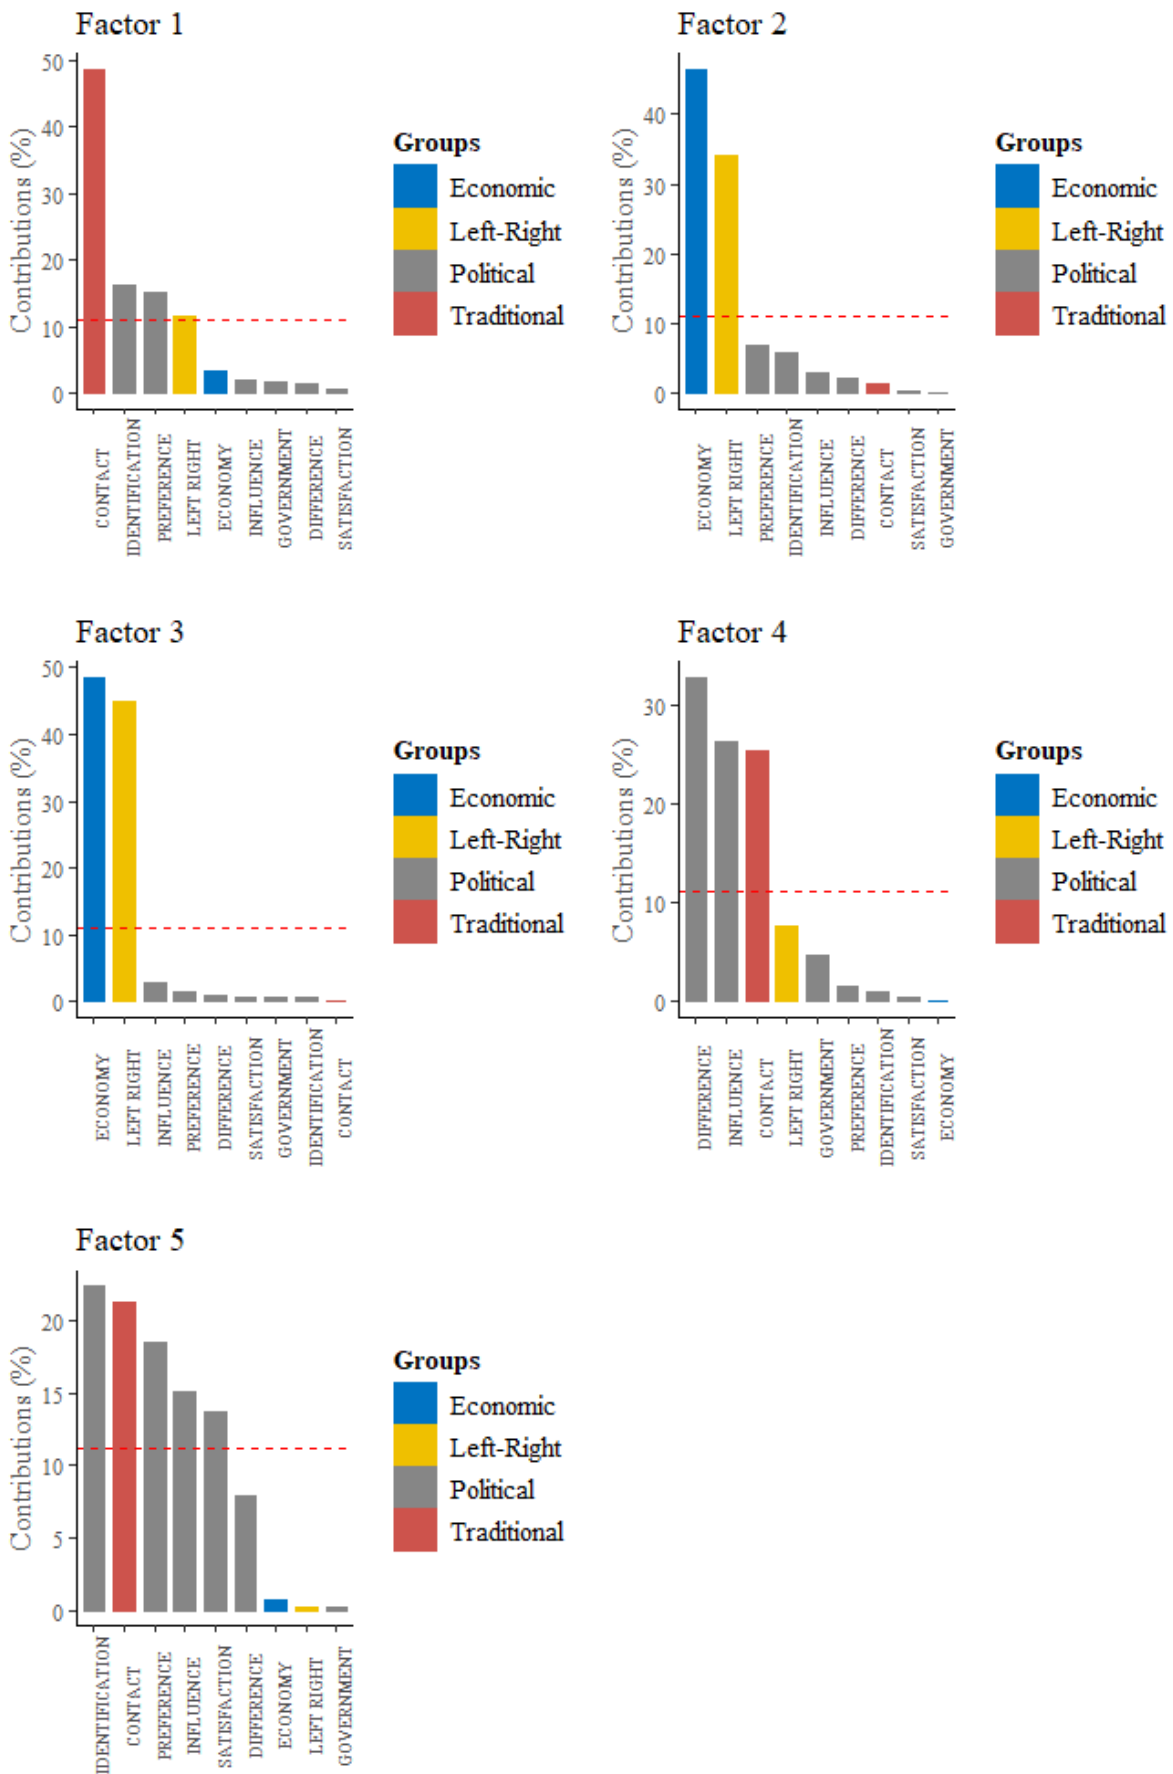 Factor 1
Contributions (%)
50
40
30
20
10
0
CONTACT
IDENTIFICATION
PREFERENCE
LEFT RIGHT
ECONOMY
INFLUENCE
GOVERNMENT
DIFFERENCE
SATISFACTION
Groups
Economic
Left-Right
Political
Traditional
Factor 2
Contributions (%)
40
30
20
10
0
ECONOMY
LEFT RIGHT
PREFERENCE
IDENTIFICATION
INFLUENCE
DIFFERENCE
CONTACT
SATISFACTION
GOVERNMENT
Groups
Economic
Left-Right
Political
Traditional
Factor 3
Contributions (%)
50
40
30
20
10
0
ECONOMY
LEFT RIGHT
INFLUENCE
PREFERENCE
DIFFERENCE
SATISFACTION
GOVERNMENT
IDENTIFICATION
CONTACT
Groups
Economic
Left-Right
Political
Traditional
Factor 4
Contributions (%)
30
20
10
0
DIFFERENCE
INFLUENCE
CONTACT
LEFT RIGHT
GOVERNMENT
PREFERENCE
IDENTIFICATION
SATISFACTION
ECONOMY
Groups
Economic
Left-Right
Political
Traditional
Factor 5
Contributions (%)
20
15
10
5
0
IDENTIFICATION
CONTACT
PREFERENCE
INFLUENCE
SATISFACTION
DIFFERENCE
ECONOMY
LEFT RIGHT
GOVERNMENT
Groups
Economic
Left-Right
Political
Traditional